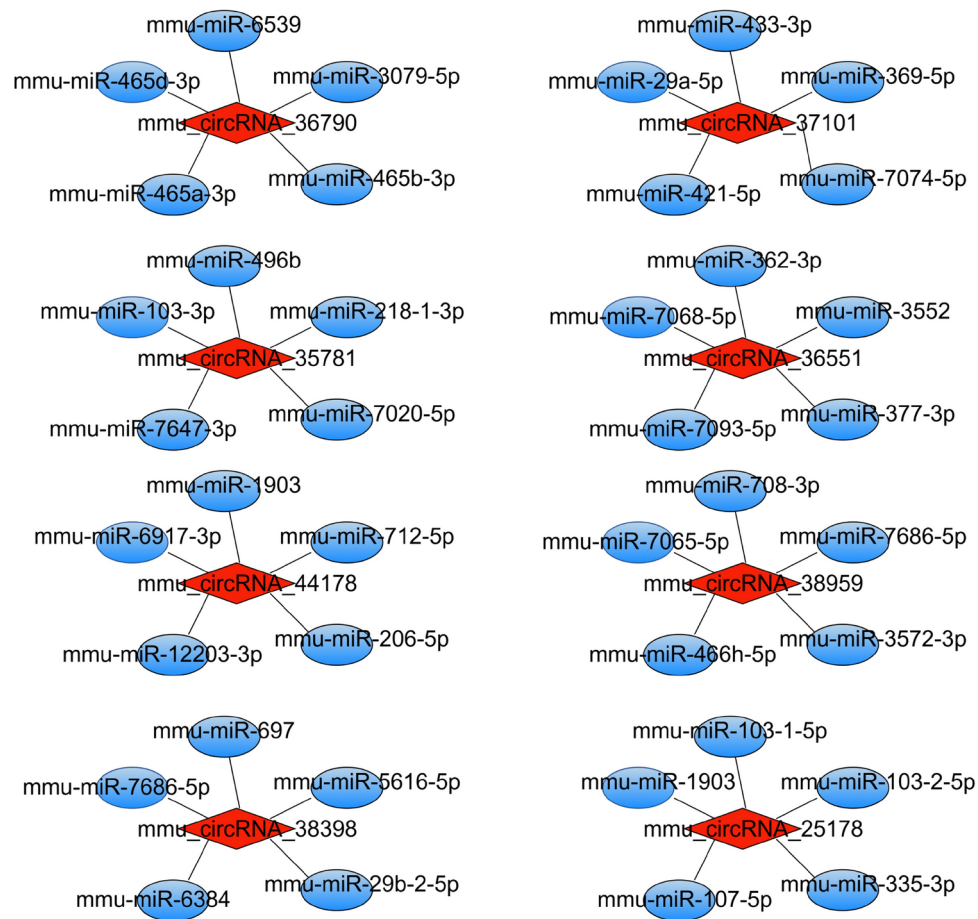 mmu-miR-6539
mmu-miR-465d-3p
mmu-miR-3079-5p
mmu_circRNA_36790
mmu-miR-465a-3p
mmu-miR-465b-3p
mmu-miR-433-3p
mmu-miR-29a-5p
mmu-miR-369-5p
mmu_circRNA_37101
mmu-miR-421-5p
mmu-miR-7074-5p
mmu-miR-496b
mmu-miR-103-3p
mmu-miR-218-1-3p
mmu_circRNA_35781
mmu-miR-7647-3p
mmu-miR-7020-5p
mmu-miR-362-3p
mmu-miR-7068-5p
mmu-miR-3552
mmu_circRNA_36551
mmu-miR-7093-5p
mmu-miR-377-3p
mmu-miR-1903
mmu-miR-6917-3p
mmu-miR-712-5p
mmu_circRNA_44178
mmu-miR-12203-3p
mmu-miR-206-5p
mmu-miR-708-3p
mmu-miR-7065-5p
mmu-miR-7686-5p
mmu_circRNA_38959
mmu-miR-466h-5p
mmu-miR-3572-3p
mmu-miR-697
mmu-miR-7686-5p
mmu-miR-5616-5p
mmu_circRNA_38398
mmu-miR-6384
mmu-miR-29b-2-5p
mmu-miR-103-1-5p
mmu-miR-1903
mmu-miR-103-2-5p
mmu_circRNA_25178
mmu-miR-107-5p
mmu-miR-335-3p